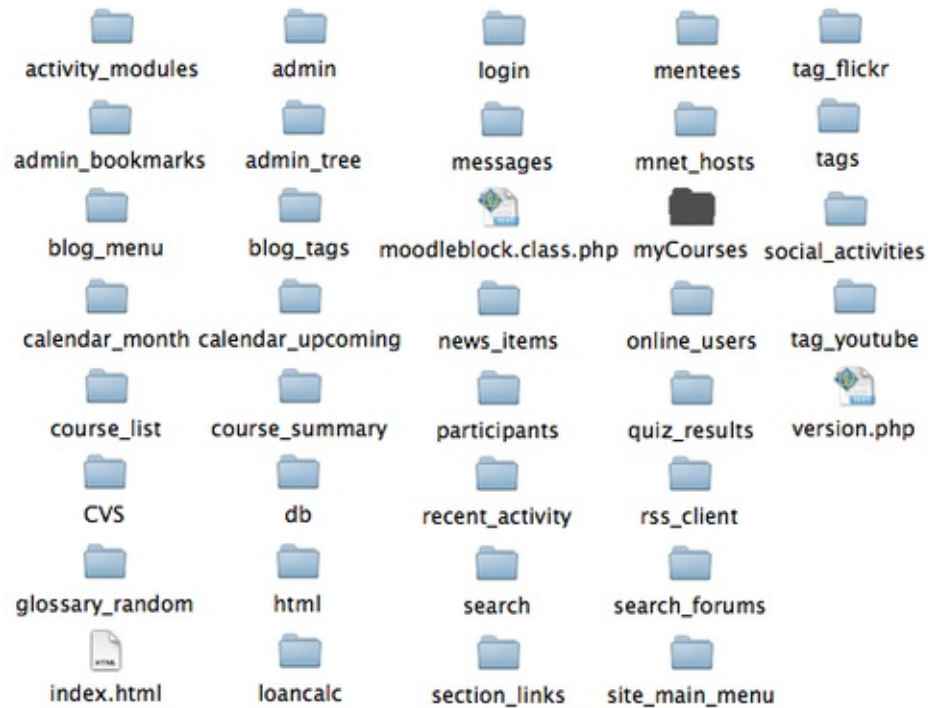 activity_modules admin login mentees tag_flickr
admin_bookmarks admin_tree messages mnet_hosts tags
blog_menu blog_tags moodleblock.class.php myCourses social_activities
calendar_month calendar_upcoming news_items online_users tag_youtube
course_list course_summary participants quiz_results version.php
CVS db recent_activity rss_client
glossary_random html search search_forums
index.html loancalc section_links site_main_menu